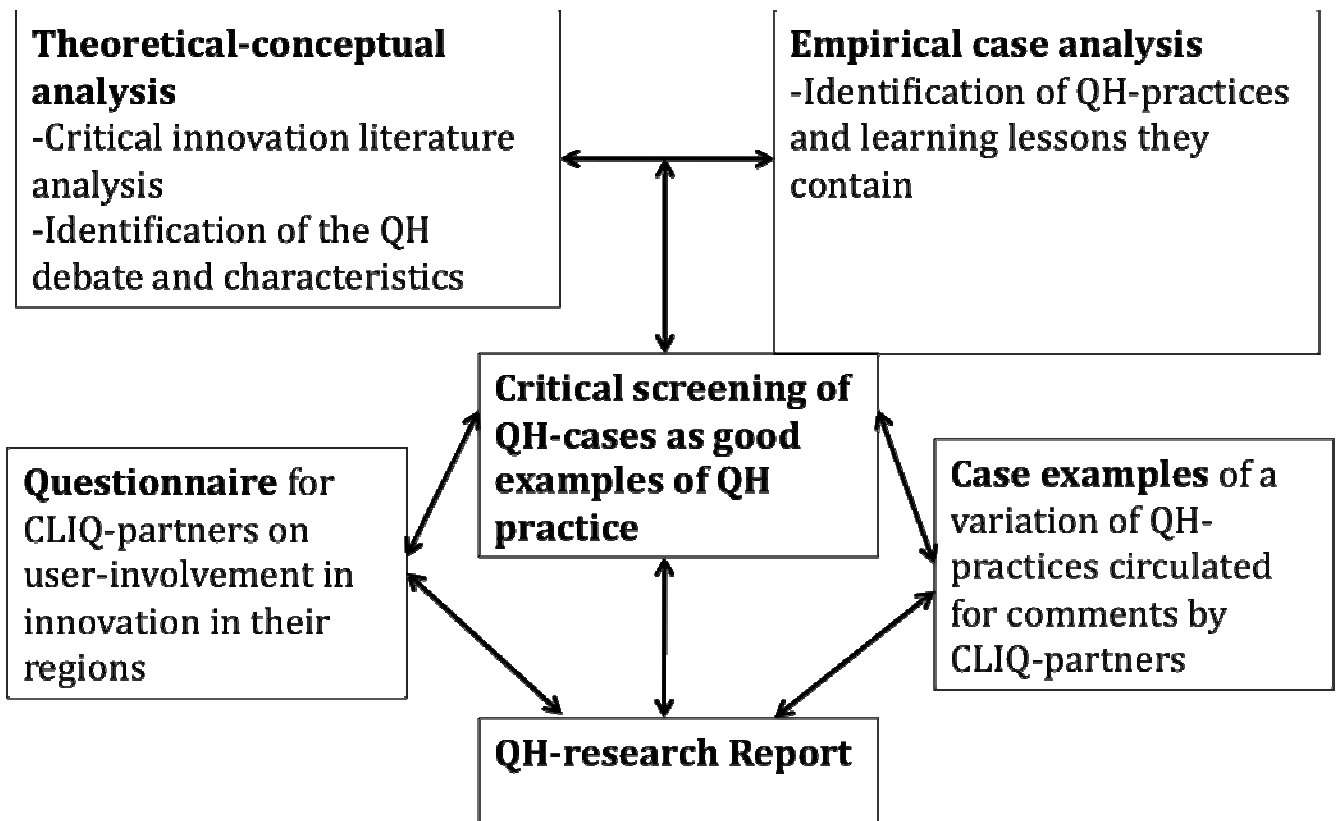 Theoretical-conceptual
analysis
-Critical innovation literature
analysis
-Identification of the QH
debate and characteristics
Empirical case analysis
-Identification of QH-practices
and learning lessons they
contain
Critical screening of
QH-cases as good
examples of QH
practice
Questionnaire for
CLIQ-partners on
user-involvement in
innovation in their
regions
Case examples of a
variation of QH-
practices circulated
for comments by
CLIQ-partners
QH-research Report